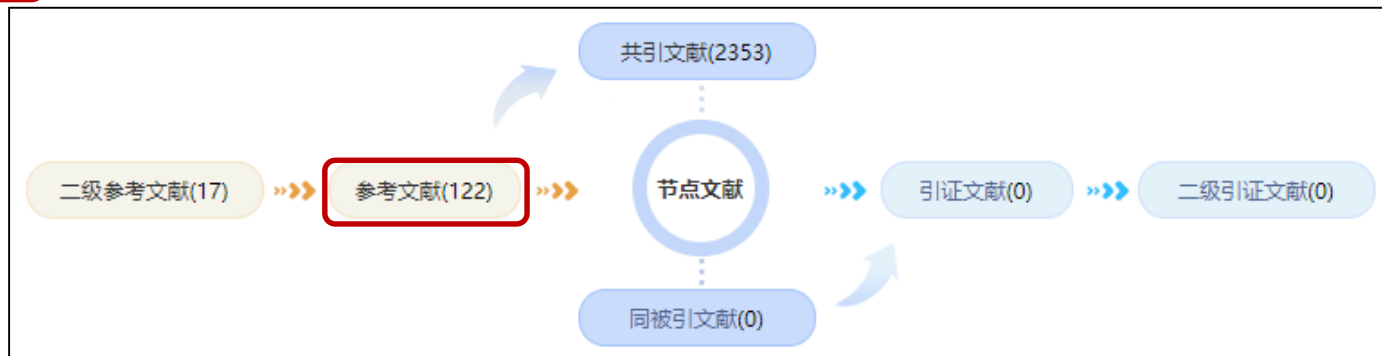 共引文献(2353)
二级参考文献(17)
参考文献(122)
节点文献
引证文献(0)
二级引证文献(0)
同被引文献(0)